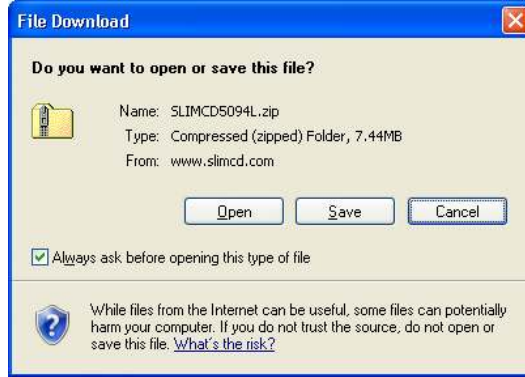 File Download
Do you want to open or save this file?
Name: SLIMCD5094L.zip
Type: Compressed (zipped) Folder, 7.44MB
From: www.slimcd.com
Open Save Cancel
Always ask before opening this type of file
While files from the Internet can be useful, some files can potentially
harm your computer. If you do not trust the source, do not open or
save this file. What's the risk?